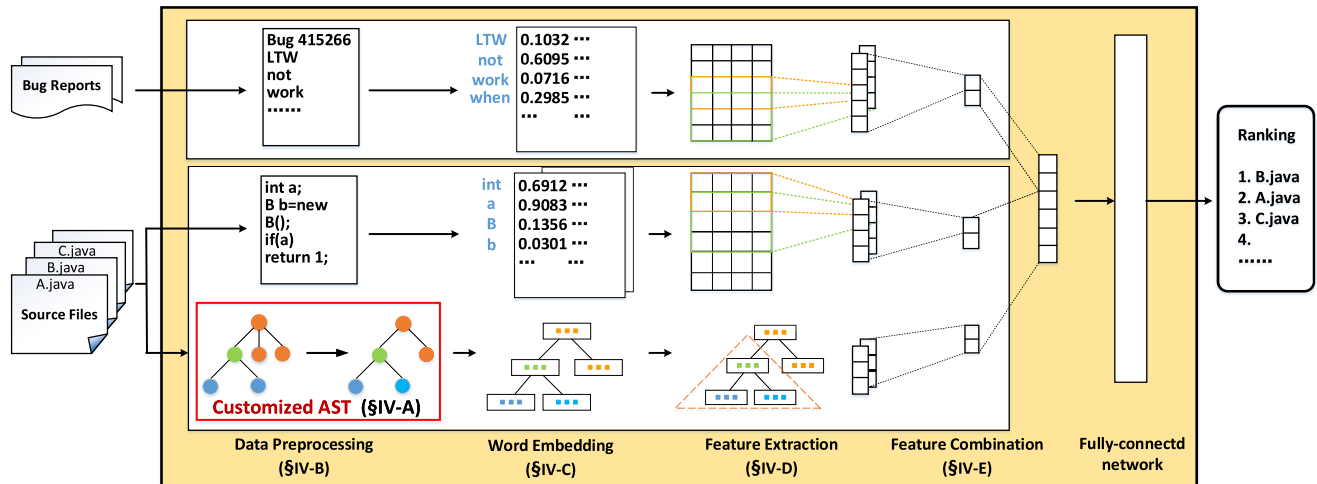 Bug Reports
Bug 415266
LTW
not
work
······
LTW 0.1032 ···
not 0.6095 ···
work 0.0716 ···
when 0.2985 ···
··· ···
C.java
B.java
A.java
Source Files
int a;
B b=new
B();
if(a)
return 1;
int 0.6912 ···
a 0.9083 ···
B 0.1356 ···
b 0.0301 ···
··· ···
Customized AST (§IV-A)
Data Preprocessing
(§IV-B)
Word Embedding
(§IV-C)
Feature Extraction
(§IV-D)
Feature Combination
(§IV-E)
Fully-connectd
network
Ranking
1. B.java
2. A.java
3. C.java
4.
······